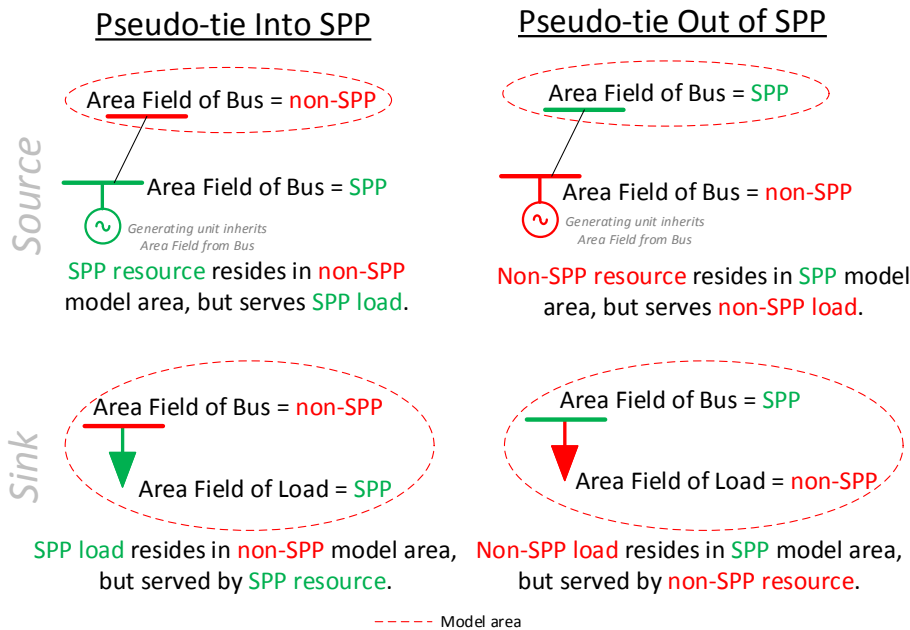 Pseudo-tie Into SPP
Pseudo-tie Out of SPP
Source
Area Field of Bus = non-SPP
Area Field of Bus = SPP
Generating unit inherits
Area Field from Bus
SPP resource resides in non-SPP
model area, but serves SPP load.
Area Field of Bus = SPP
Area Field of Bus = non-SPP
Generating unit inherits
Area Field from Bus
Non-SPP resource resides in SPP model
area, but serves non-SPP load.
Sink
Area Field of Bus = non-SPP
Area Field of Load = SPP
SPP load resides in non-SPP model area,
but served by SPP resource.
Area Field of Bus = SPP
Area Field of Load = non-SPP
Non-SPP load resides in SPP model area,
but served by non-SPP resource.
Model area